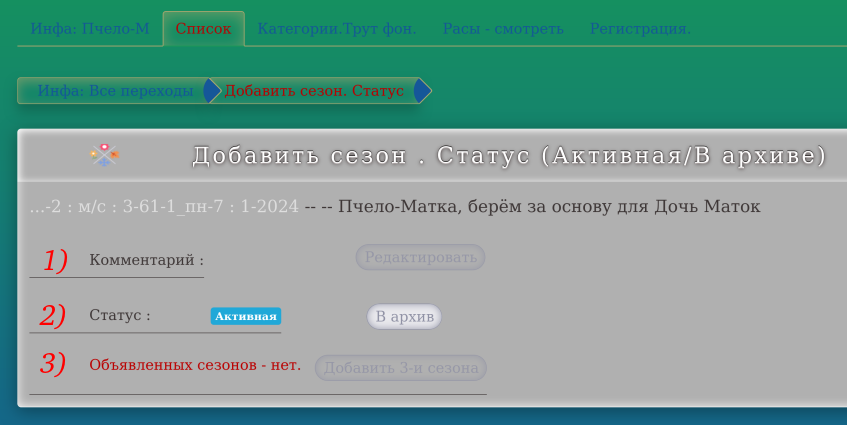 Инфа: Пчело-М Список Категории.Трут фон. Расы - смотреть Регистрация.
Инфа: Все переходы Добавить сезон. Статус
Добавить сезон . Статус (Активная/В архиве)
...-2 : м/с : 3-61-1_пн-7 : 1-2024 -- -- Пчело-Матка, берём за основу для Дочь Маток
1) Комментарий : Редактировать
2) Статус : Активная В архив
3) Объявленных сезонов - нет. Добавить 3-и сезона